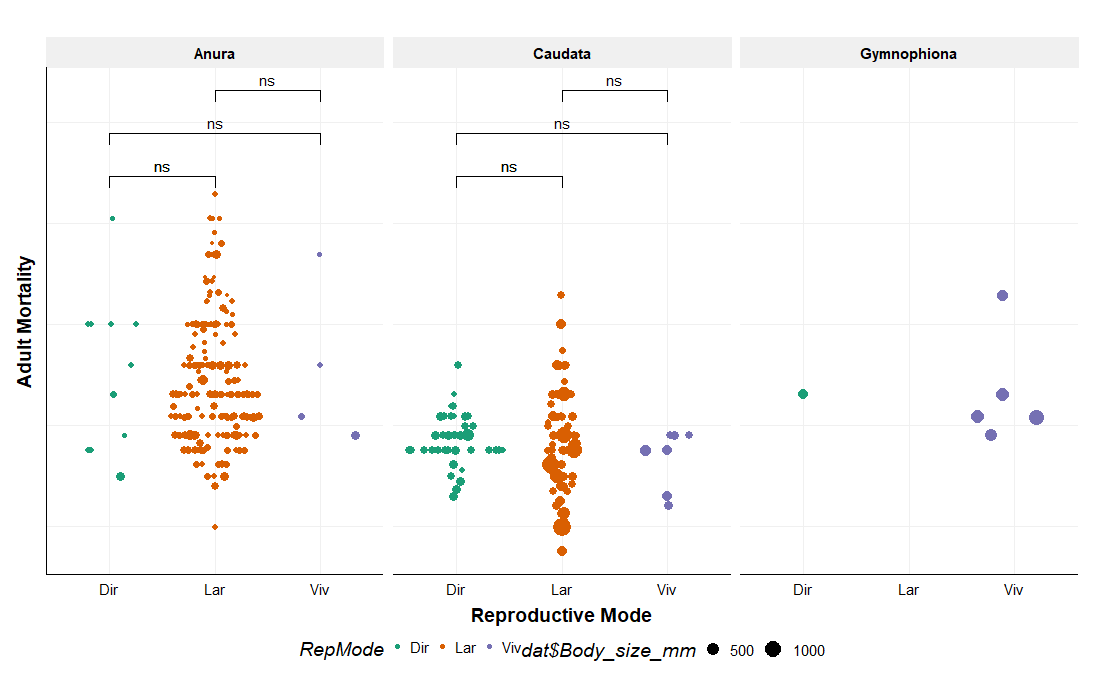 Anura Caudata Gymnophiona
ns ns
ns ns
ns ns
Adult Mortality
Dir Lar Viv Dir Lar Viv Dir Lar Viv
Reproductive Mode
RepMode Dir Lar Viv dat$Body_size_mm 500 1000